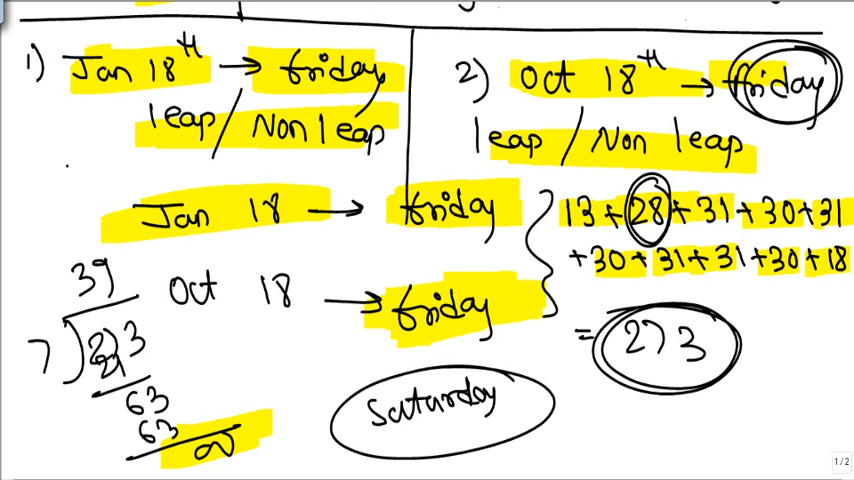 1) Jan 18th → friday
leap / Non leap
2) Oct 18th → friday
leap / Non leap
Jan 18 → friday
Oct 18 → friday
13 + 28 + 31 + 30 + 31
+ 30 + 31 + 31 + 30 + 18
= 273
39
7) 273
21
63
63
0
Saturday
1/2